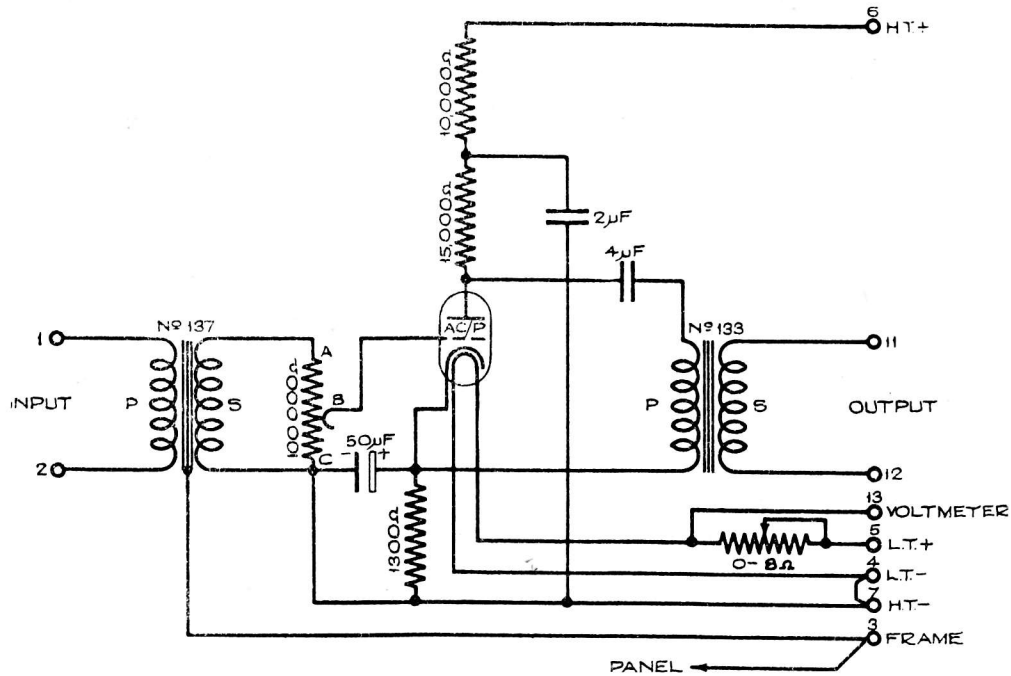 6
HT.+
10,000Ω
15,000Ω
2µF
4µF
AC/P
Nº 137
Nº 133
1
A
11
INPUT
P
S
100,000Ω
B
P
S
OUTPUT
50µF
- +
2
C
12
13
VOLTMETER
1300Ω
5
L.T.+
0-8Ω
4
L.T.-
7
H.T.-
3
FRAME
PANEL